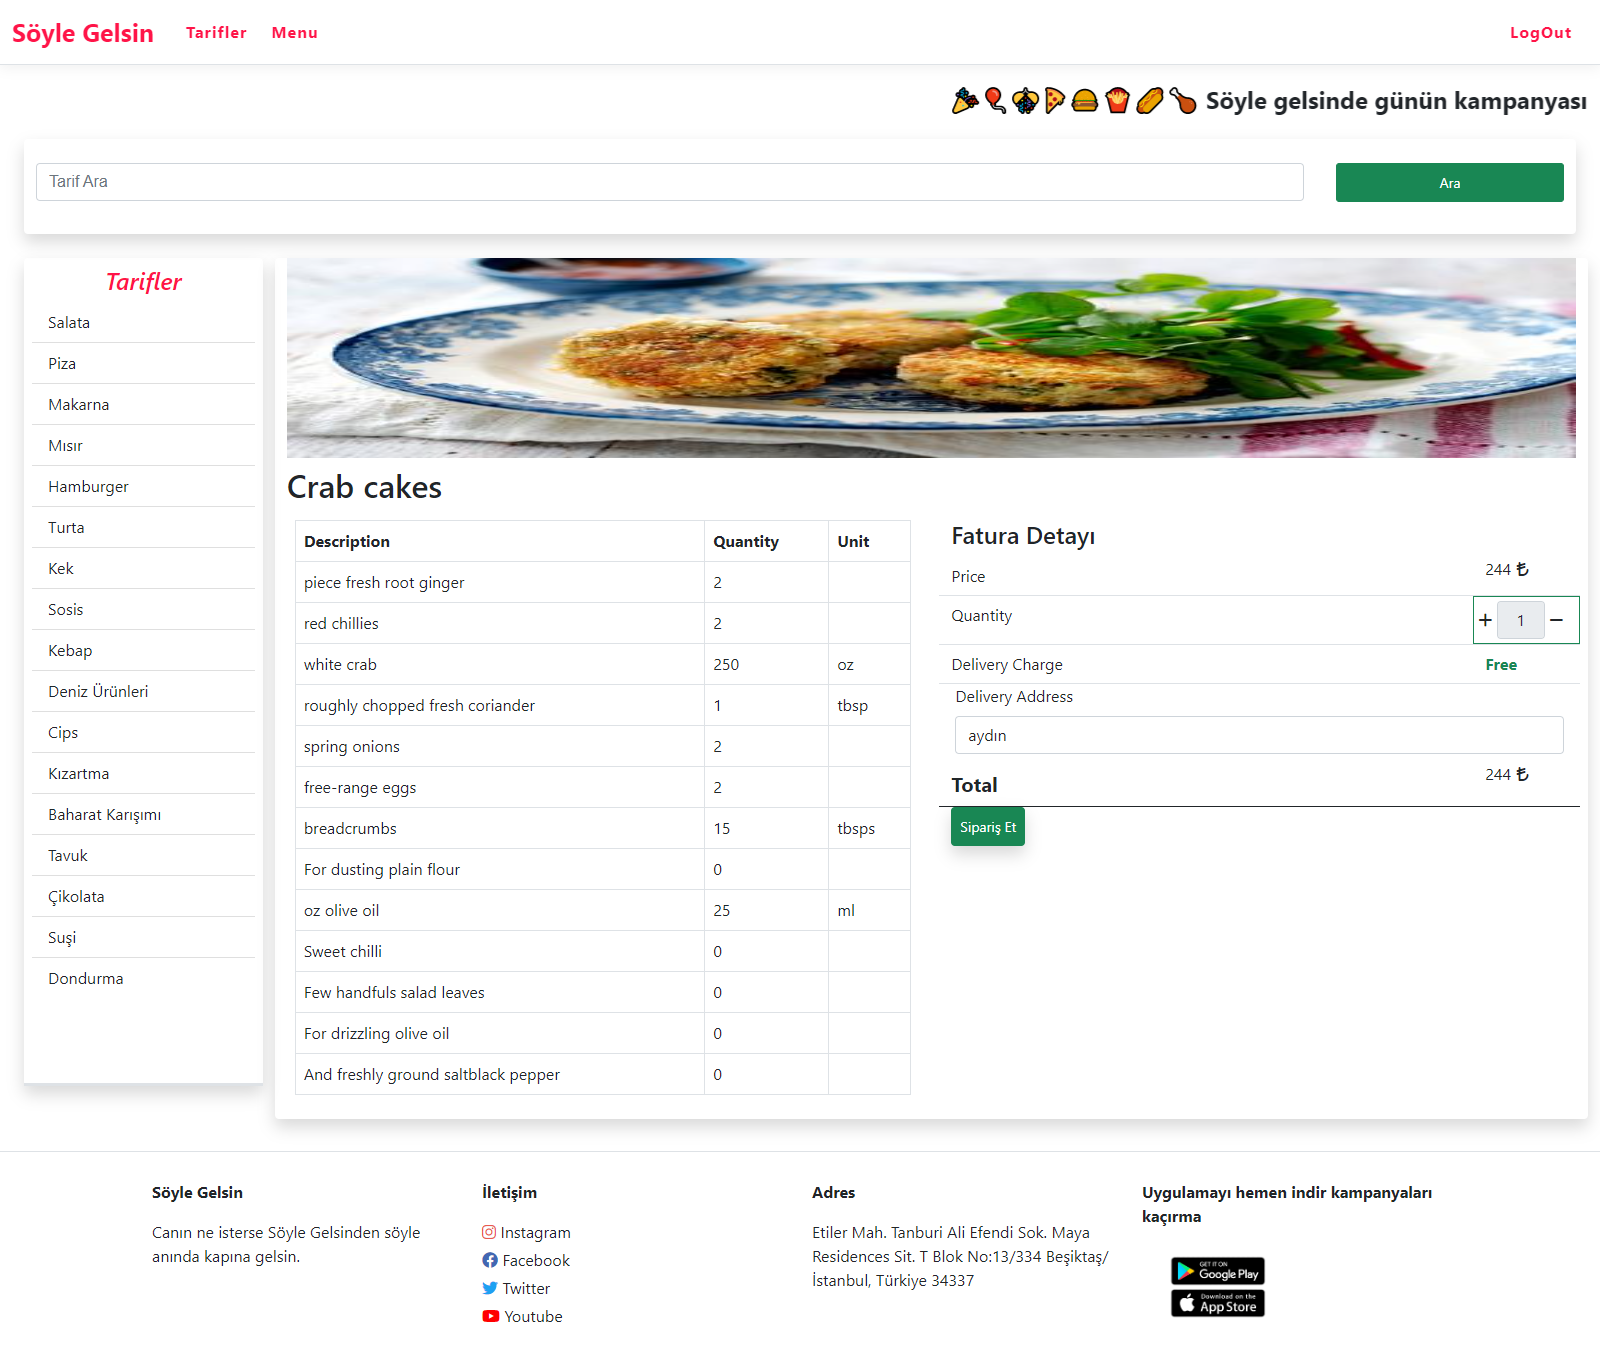 Söyle Gelsin
Tarifler
Menu
LogOut
Söyle gelsinde günün kampanyası
Tarif Ara
Ara
Tarifler
Salata
Piza
Makarna
Mısır
Hamburger
Turta
Kek
Sosis
Kebap
Deniz Ürünleri
Cips
Kızartma
Baharat Karışımı
Tavuk
Çikolata
Suşi
Dondurma
Crab cakes
Description Quantity Unit
piece fresh root ginger 2
red chillies 2
white crab 250 oz
roughly chopped fresh coriander 1 tbsp
spring onions 2
free-range eggs 2
breadcrumbs 15 tbsps
For dusting plain flour 0
oz olive oil 25 ml
Sweet chilli 0
Few handfuls salad leaves 0
For drizzling olive oil 0
And freshly ground saltblack pepper 0
Fatura Detayı
Price 244 ₺
Quantity + 1 −
Delivery Charge Free
Delivery Address
aydın
Total 244 ₺
Sipariş Et
Söyle Gelsin
Canın ne isterse Söyle Gelsinden söyle
anında kapına gelsin.
İletişim
Instagram
Facebook
Twitter
Youtube
Adres
Etiler Mah. Tanburi Ali Efendi Sok. Maya
Residences Sit. T Blok No:13/334 Beşiktaş/
İstanbul, Türkiye 34337
Uygulamayı hemen indir kampanyaları
kaçırma
GET IT ON
Google Play
Download on the
App Store